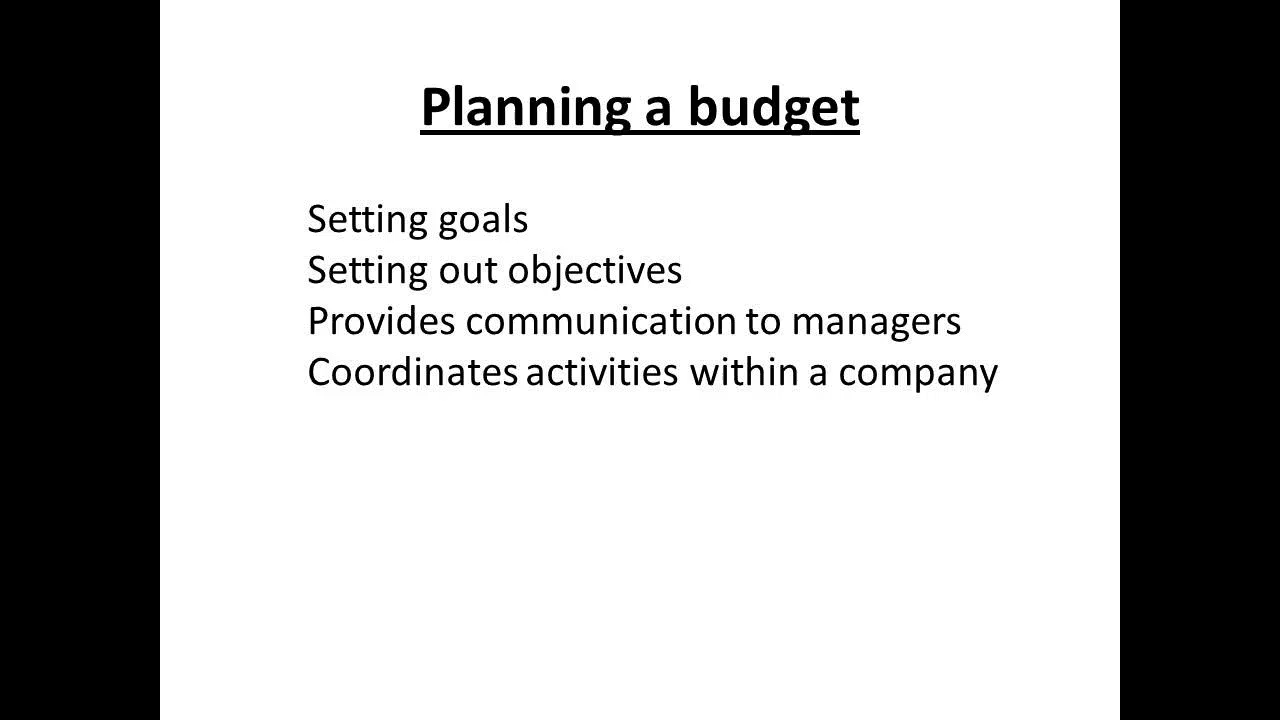 Planning a budget
Setting goals
Setting out objectives
Provides communication to managers
Coordinates activities within a company